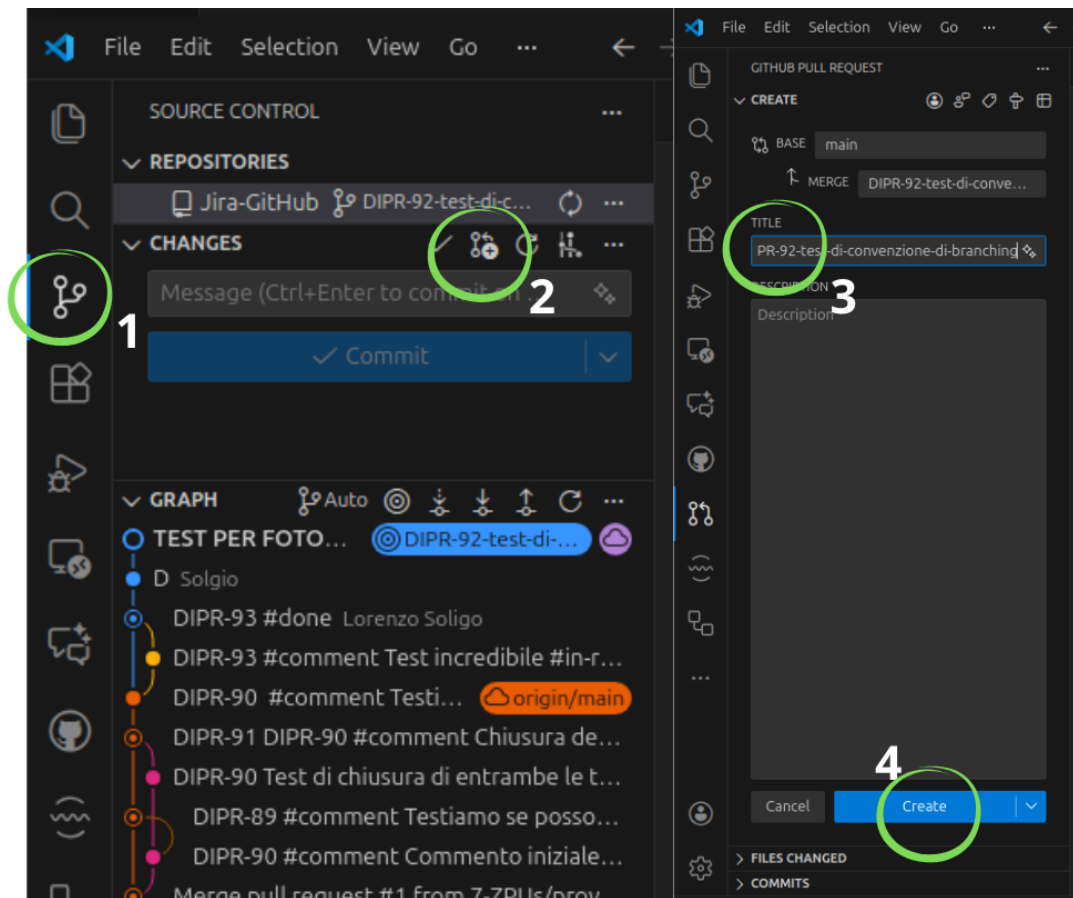 File Edit Selection View Go ...
SOURCE CONTROL
REPOSITORIES
Jira-GitHub DIPR-92-test-di-c...
CHANGES
Message (Ctrl+Enter to commit on
2
1
Commit
GRAPH Auto
TEST PER FOTO... DIPR-92-test-di-...
D Solgio
DIPR-93 #done Lorenzo Soligo
DIPR-93 #comment Test incredibile #in-r...
DIPR-90 #comment Testi... origin/main
DIPR-91 DIPR-90 #comment Chiusura de...
DIPR-90 Test di chiusura di entrambe le t...
DIPR-89 #comment Testiamo se posso...
DIPR-90 #comment Commento iniziale...
Merge pull request #1 from 7-ZPUs/prov
File Edit Selection View Go ...
GITHUB PULL REQUEST
CREATE
BASE main
MERGE DIPR-92-test-di-conve...
TITLE
PR-92-test-di-convenzione-di-branching
3
DESCRIPTION
Description
4
Cancel Create
FILES CHANGED
COMMITS